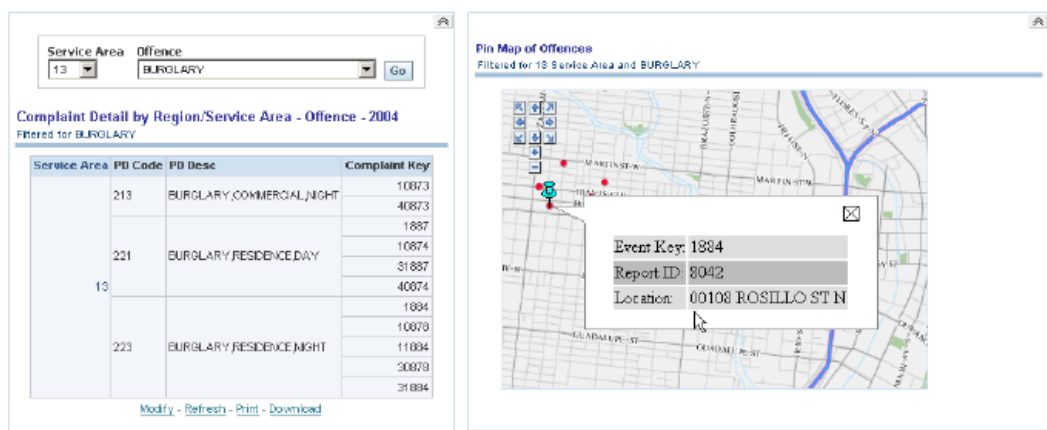 Service Area Offence
13 BURGLARY Go
Complaint Detail by Region/Service Area - Offence - 2004
Filtered for BURGLARY
Service Area PD Code PD Desc Complaint Key
13
213 BURGLARY,COMMERCIAL,NIGHT
10873
40873
221 BURGLARY,RESIDENCE,DAY
1887
10874
31887
40874
223 BURGLARY,RESIDENCE,NIGHT
1884
10878
11884
30878
31884
Modify - Refresh - Print - Download
Pin Map of Offences
Filtered for 13 Service Area and BURGLARY
MARTIN ST W
MARTIN ST W
Event Key: 1884
Report ID: 8042
Location: 00108 ROSILLO ST N
GUADALUPE ST
GUADALUPE ST